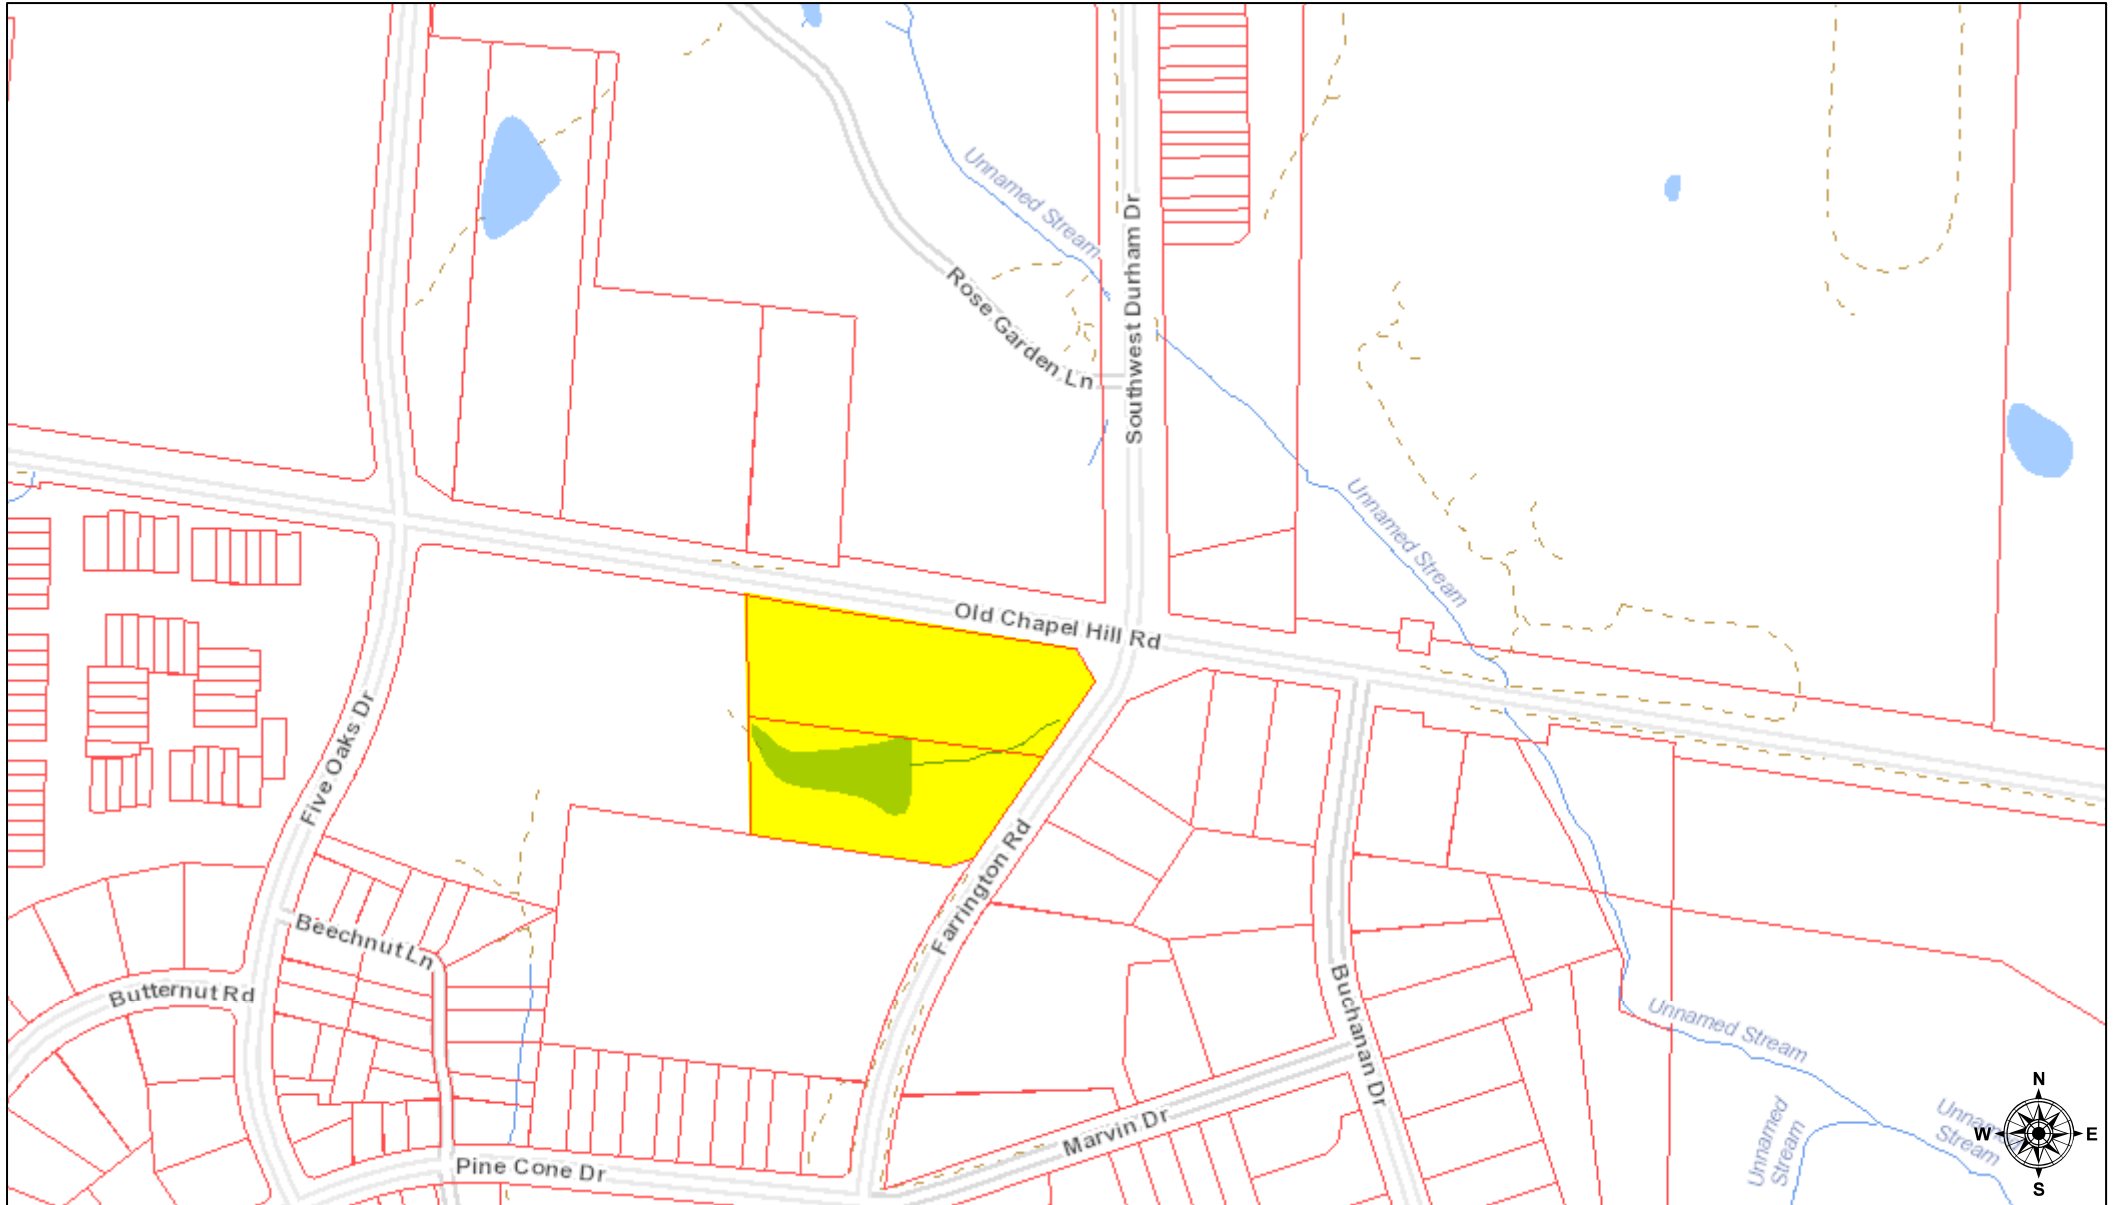 Unnamed Stream
Southwest Durham Dr
Rose Garden Ln
Unnamed Stream
Old Chapel Hill Rd
Five Oaks Dr
Farrington Rd
Beechnut Ln
Butternut Rd
Buchanan Dr
Unnamed Stream
Marvin Dr
Pine Cone Dr
Unnamed
Stream
Stream
N
W
E
S